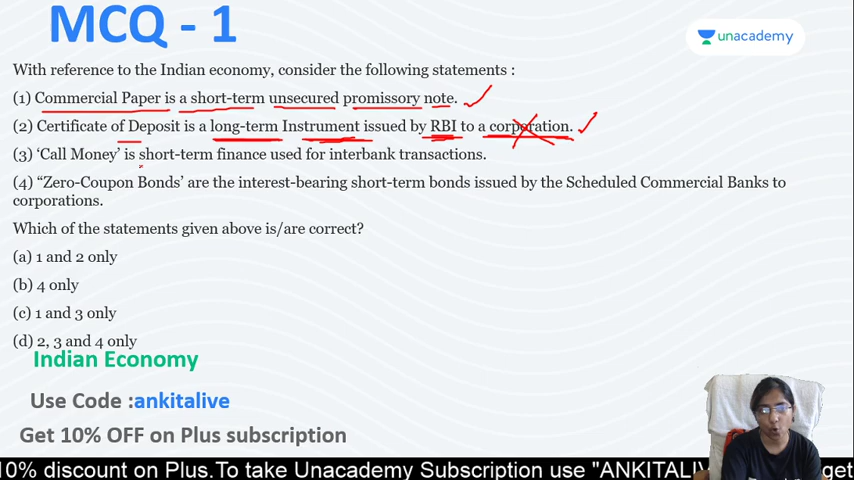 MCQ - 1
unacademy
With reference to the Indian economy, consider the following statements :
(1) Commercial Paper is a short-term unsecured promissory note.
(2) Certificate of Deposit is a long-term Instrument issued by RBI to a corporation.
(3) 'Call Money' is short-term finance used for interbank transactions.
(4) "Zero-Coupon Bonds' are the interest-bearing short-term bonds issued by the Scheduled Commercial Banks to
corporations.
Which of the statements given above is/are correct?
(a) 1 and 2 only
(b) 4 only
(c) 1 and 3 only
(d) 2, 3 and 4 only
Indian Economy
Use Code :ankitalive
Get 10% OFF on Plus subscription
10% discount on Plus.To take Unacademy Subscription use "ANKITALIV get